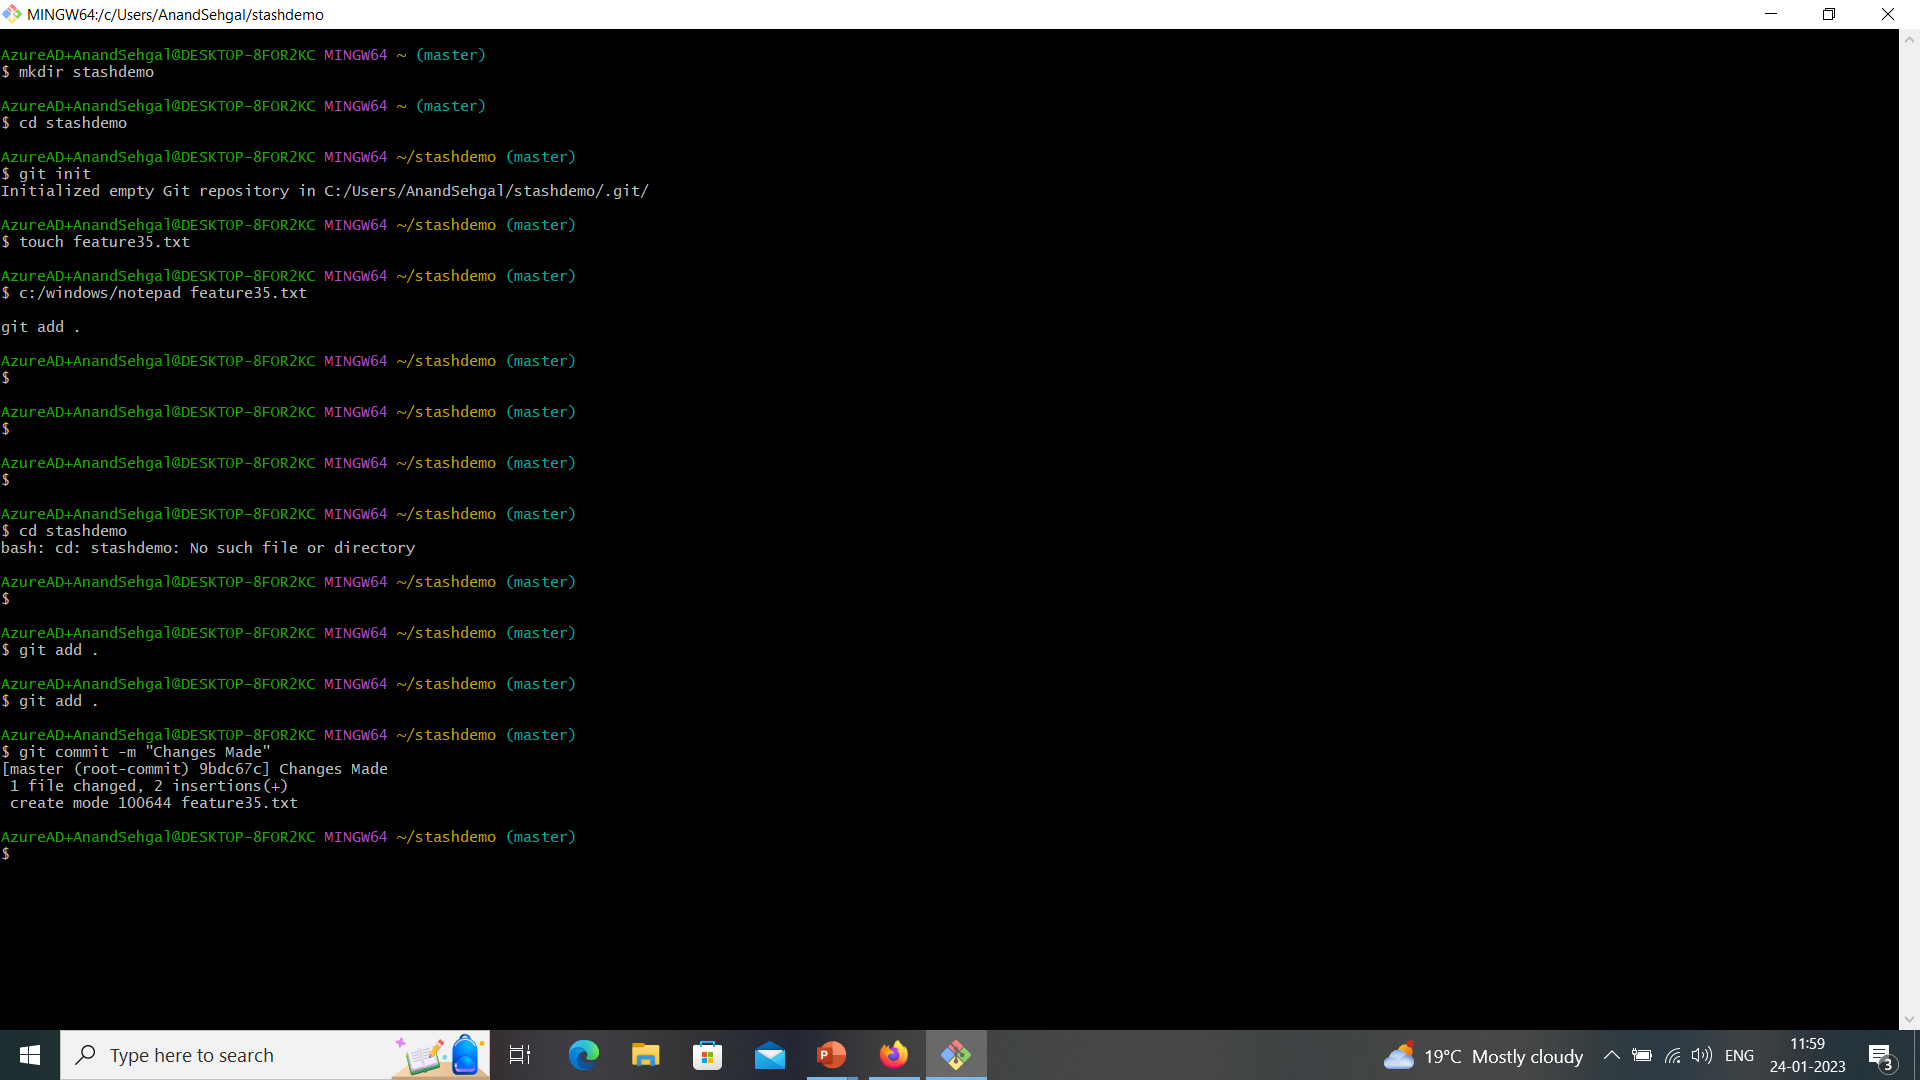 MINGW64:/c/Users/AnandSehgal/stashdemo
AzureAD+AnandSehgal@DESKTOP-8FOR2KC MINGW64 ~ (master)
$ mkdir stashdemo
AzureAD+AnandSehgal@DESKTOP-8FOR2KC MINGW64 ~ (master)
$ cd stashdemo
AzureAD+AnandSehgal@DESKTOP-8FOR2KC MINGW64 ~/stashdemo (master)
$ git init
Initialized empty Git repository in C:/Users/AnandSehgal/stashdemo/.git/
AzureAD+AnandSehgal@DESKTOP-8FOR2KC MINGW64 ~/stashdemo (master)
$ touch feature35.txt
AzureAD+AnandSehgal@DESKTOP-8FOR2KC MINGW64 ~/stashdemo (master)
$ c:/windows/notepad feature35.txt
git add .
AzureAD+AnandSehgal@DESKTOP-8FOR2KC MINGW64 ~/stashdemo (master)
$
AzureAD+AnandSehgal@DESKTOP-8FOR2KC MINGW64 ~/stashdemo (master)
$
AzureAD+AnandSehgal@DESKTOP-8FOR2KC MINGW64 ~/stashdemo (master)
$
AzureAD+AnandSehgal@DESKTOP-8FOR2KC MINGW64 ~/stashdemo (master)
$ cd stashdemo
bash: cd: stashdemo: No such file or directory
AzureAD+AnandSehgal@DESKTOP-8FOR2KC MINGW64 ~/stashdemo (master)
$
AzureAD+AnandSehgal@DESKTOP-8FOR2KC MINGW64 ~/stashdemo (master)
$ git add .
AzureAD+AnandSehgal@DESKTOP-8FOR2KC MINGW64 ~/stashdemo (master)
$ git add .
AzureAD+AnandSehgal@DESKTOP-8FOR2KC MINGW64 ~/stashdemo (master)
$ git commit -m "Changes Made"
[master (root-commit) 9bdc67c] Changes Made
1 file changed, 2 insertions(+)
create mode 100644 feature35.txt
AzureAD+AnandSehgal@DESKTOP-8FOR2KC MINGW64 ~/stashdemo (master)
$
Type here to search
P
19°C Mostly cloudy
ENG
11:59
24-01-2023
3